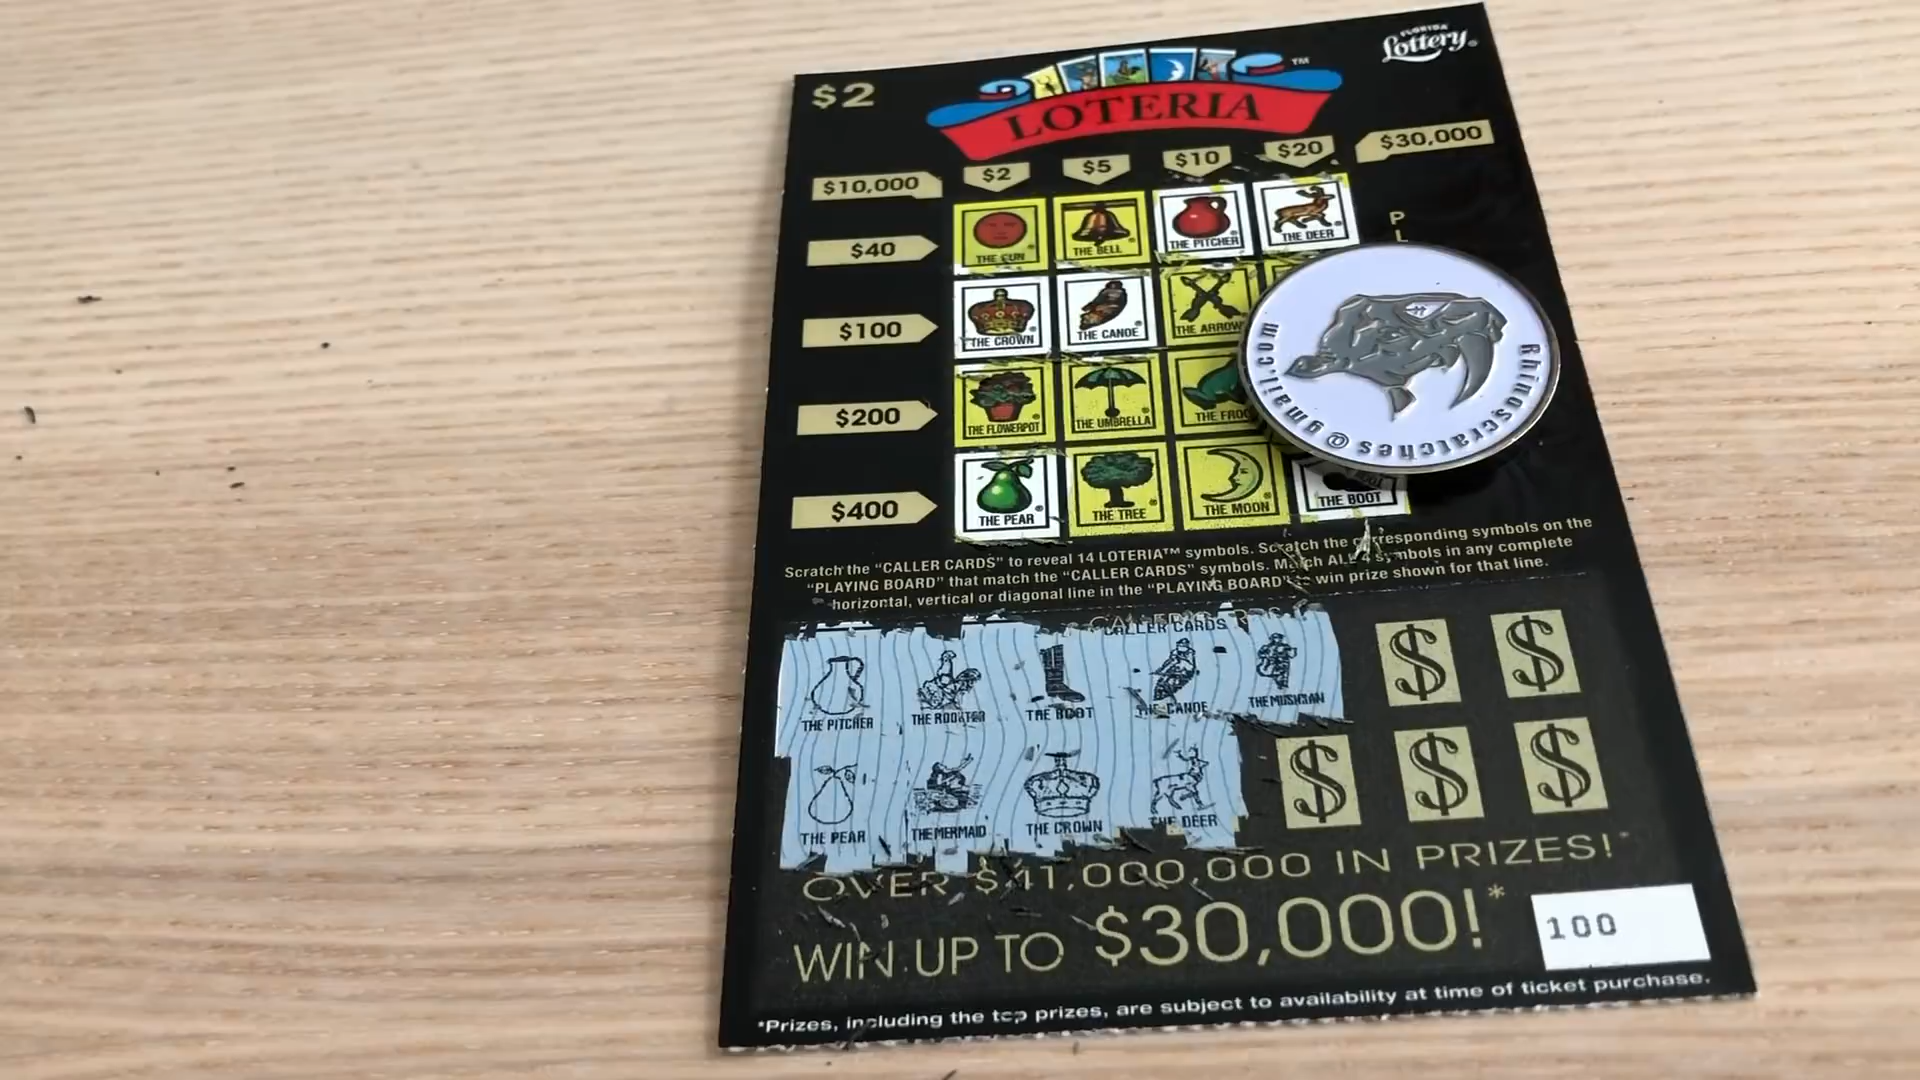 FLORIDA
Lottery
$2
LOTERIA™
$2 $5 $10 $20 $30,000
$10,000
P
L
$40
THE SUN THE BELL THE PITCHER THE DEER
$100
THE CROWN THE CANOE THE ARROW
$200
THE FLOWERPOT THE UMBRELLA THE FROG
Rhinoscratches@gmail.com
$400
THE PEAR THE TREE THE MOON THE BOOT
Scratch the “CALLER CARDS” to reveal 14 LOTERIA™ symbols. Scratch the corresponding symbols on the
“PLAYING BOARD” that match the “CALLER CARDS” symbols. Match ALL 4 symbols in any complete
horizontal, vertical or diagonal line in the “PLAYING BOARD” to win prize shown for that line.
CALLER CARDS
THE PITCHER THE ROOSTER THE BOOT THE CANOE THE MUSICIAN
$ $
THE PEAR THE MERMAID THE CROWN THE DEER
$ $ $
OVER $41,000,000 IN PRIZES!*
WIN UP TO $30,000!*
100
*Prizes, including the top prizes, are subject to availability at time of ticket purchase.